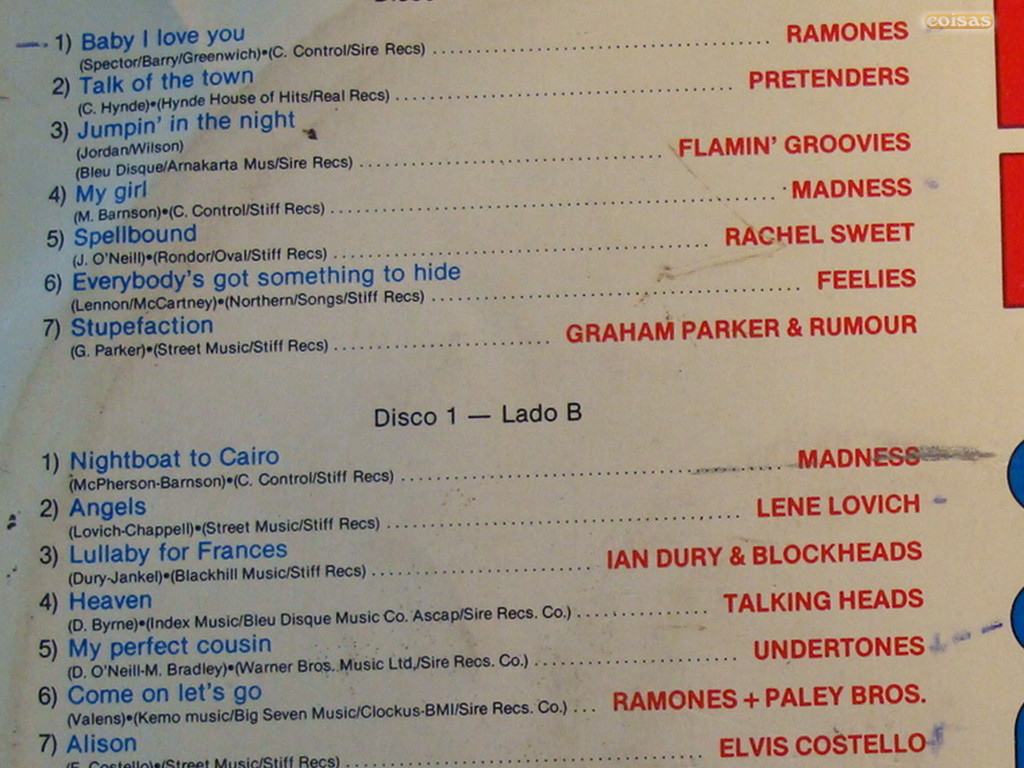 coisas
Disco
1) Baby I love you
(Spector/Barry/Greenwich)•(C. Control/Sire Recs) RAMONES
2) Talk of the town
(C. Hynde)•(Hynde House of Hits/Real Recs) PRETENDERS
3) Jumpin' in the night
(Jordan/Wilson)
(Bleu Disque/Arnakarta Mus/Sire Recs) FLAMIN' GROOVIES
4) My girl
(M. Barnson)•(C. Control/Stiff Recs) MADNESS
5) Spellbound
(J. O'Neill)•(Rondor/Oval/Stiff Recs) RACHEL SWEET
6) Everybody's got something to hide
(Lennon/McCartney)•(Northern/Songs/Stiff Recs) FEELIES
7) Stupefaction
(G. Parker)•(Street Music/Stiff Recs) GRAHAM PARKER & RUMOUR
Disco 1 — Lado B
1) Nightboat to Cairo
(McPherson-Barnson)•(C. Control/Stiff Recs) MADNESS
2) Angels
(Lovich-Chappell)•(Street Music/Stiff Recs) LENE LOVICH
3) Lullaby for Frances
(Dury-Jankel)•(Blackhill Music/Stiff Recs) IAN DURY & BLOCKHEADS
4) Heaven
(D. Byrne)•(Index Music/Bleu Disque Music Co. Ascap/Sire Recs. Co.) TALKING HEADS
5) My perfect cousin
(D. O'Neill-M. Bradley)•(Warner Bros. Music Ltd,/Sire Recs. Co.) UNDERTONES
6) Come on let's go
(Valens)•(Kemo music/Big Seven Music/Clockus-BMI/Sire Recs. Co.) RAMONES + PALEY BROS.
7) Alison
(E. Costello)•(Street Music/Stiff Recs) ELVIS COSTELLO